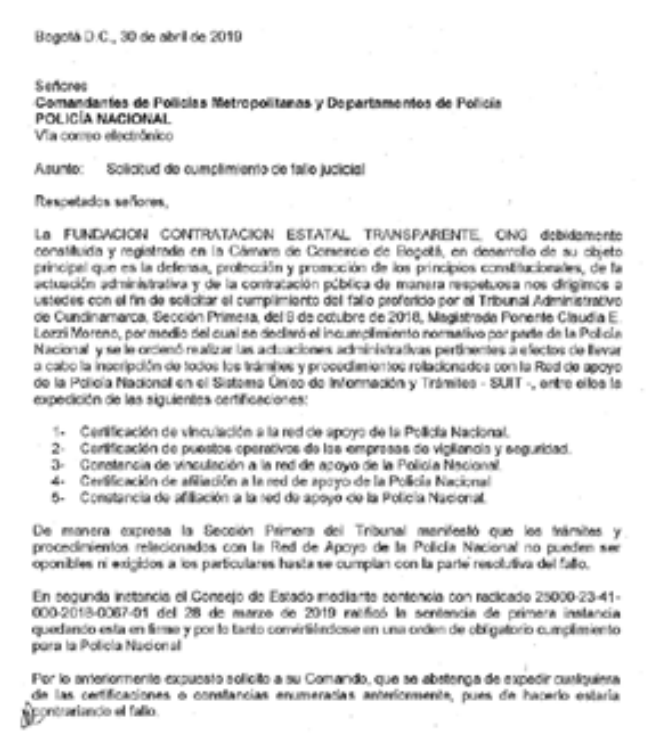 Bogotá D.C., 30 de abril de 2019
Señores
Comandantes de Policías Metropolitanas y Departamentos de Policía
POLICÍA NACIONAL
Vía correo electrónico
Asunto: Solicitud de cumplimiento de fallo judicial
Respetados señores,
La FUNDACION CONTRATACION ESTATAL TRANSPARENTE, ONG debidamente
constituida y registrada en la Cámara de Comercio de Bogotá, en desarrollo de su objeto
principal que es la defensa, protección y promoción de los principios constitucionales, de la
actuación administrativa y de la contratación pública de manera respetuosa nos dirigimos a
ustedes con el fin de solicitar el cumplimiento del fallo proferido por el Tribunal Administrativo
de Cundinamarca, Sección Primera, del 8 de octubre de 2018, Magistrada Ponente Claudia E.
Lozzi Moreno, por medio del cual se declaró el incumplimiento normativo por parte de la Policía
Nacional y se le ordenó realizar las actuaciones administrativas pertinentes a efectos de llevar
a cabo la inscripción de todos los trámites y procedimientos relacionados con la Red de apoyo
de la Policía Nacional en el Sistema Único de Información y Trámites - SUIT -, entre ellos la
expedición de las siguientes certificaciones:
1- Certificación de vinculación a la red de apoyo de la Policía Nacional.
2- Certificación de puestos operativos de las empresas de vigilancia y seguridad.
3- Constancia de vinculación a la red de apoyo de la Policía Nacional.
4- Certificación de afiliación a la red de apoyo de la Policía Nacional
5- Constancia de afiliación a la red de apoyo de la Policía Nacional.
De manera expresa la Sección Primera del Tribunal manifestó que los trámites y
procedimientos relacionados con la Red de Apoyo de la Policía Nacional no pueden ser
oponibles ni exigidos a los particulares hasta se cumplan con la parte resolutiva del fallo.
En segunda instancia el Consejo de Estado mediante sentencia con radicado 25000-23-41-
000-2018-0067-01 del 28 de marzo de 2019 ratificó la sentencia de primera instancia
quedando esta en firme y por lo tanto convirtiéndose en una orden de obligatorio cumplimiento
para la Policía Nacional
Por lo anteriormente expuesto solicito a su Comando, que se abstenga de expedir cualquiera
de las certificaciones o constancias enumeradas anteriormente, pues de hacerlo estaría
contrariando el fallo.